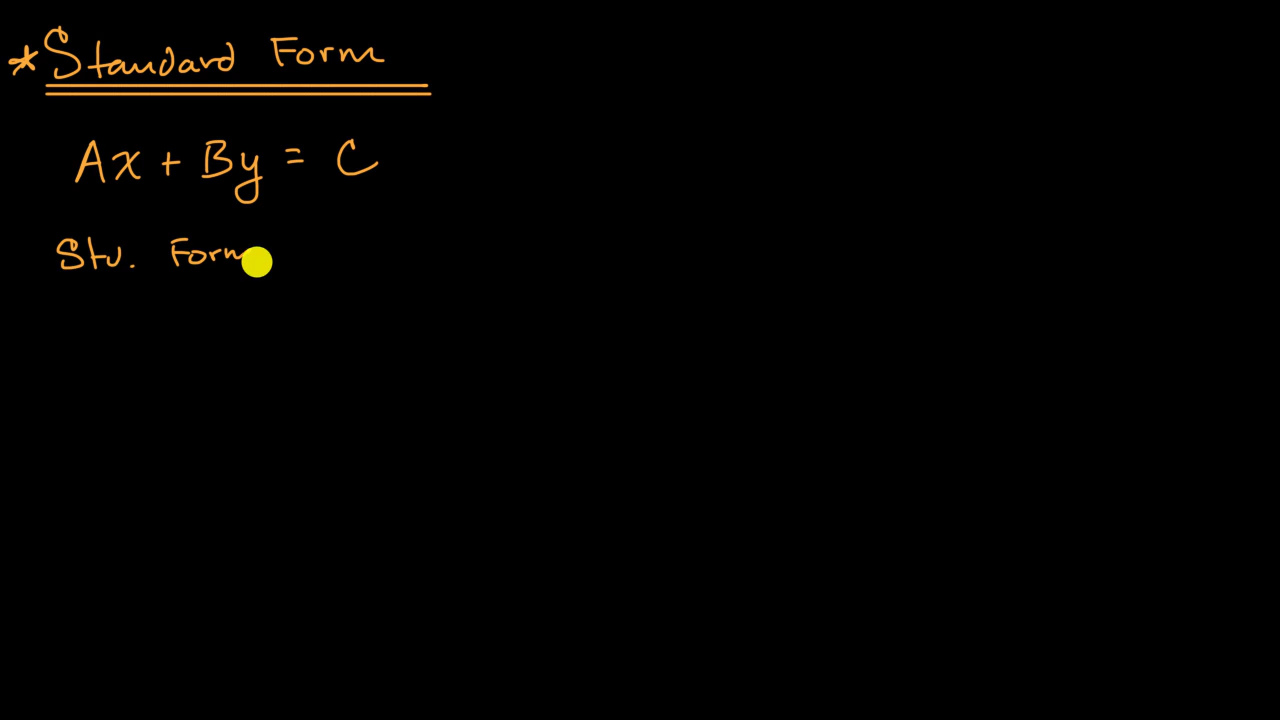 *Standard Form
Ax + By = C
Std. Form